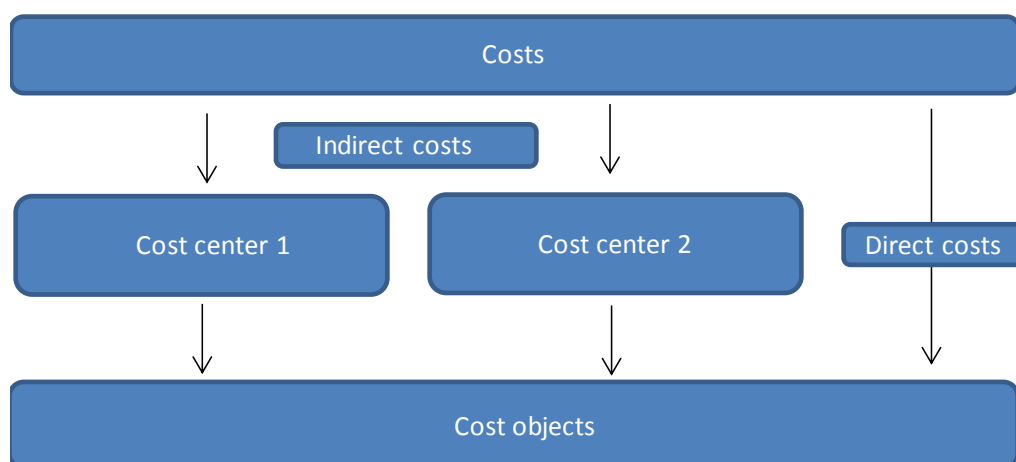 Costs
Indirect costs
Cost center 1
Cost center 2
Direct costs
Cost objects